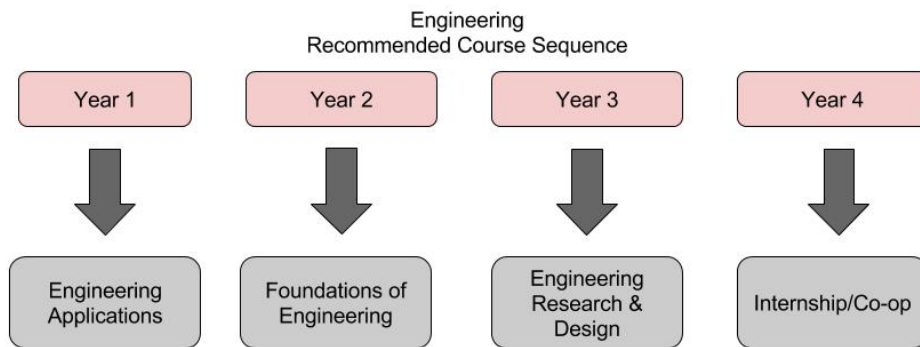 Engineering
Recommended Course Sequence
Year 1
Year 2
Year 3
Year 4
Engineering
Applications
Foundations of
Engineering
Engineering
Research &
Design
Internship/Co-op